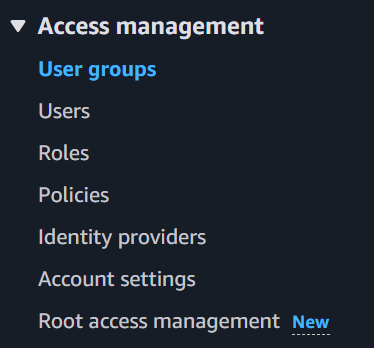 Access management
User groups
Users
Roles
Policies
Identity providers
Account settings
Root access management New